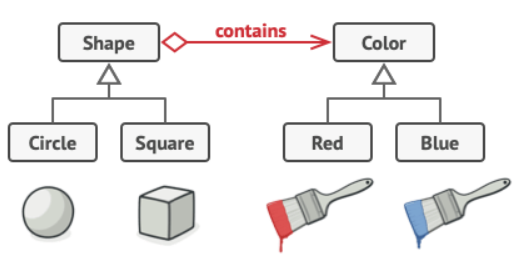 contains
Shape
Color
Circle
Square
Red
Blue